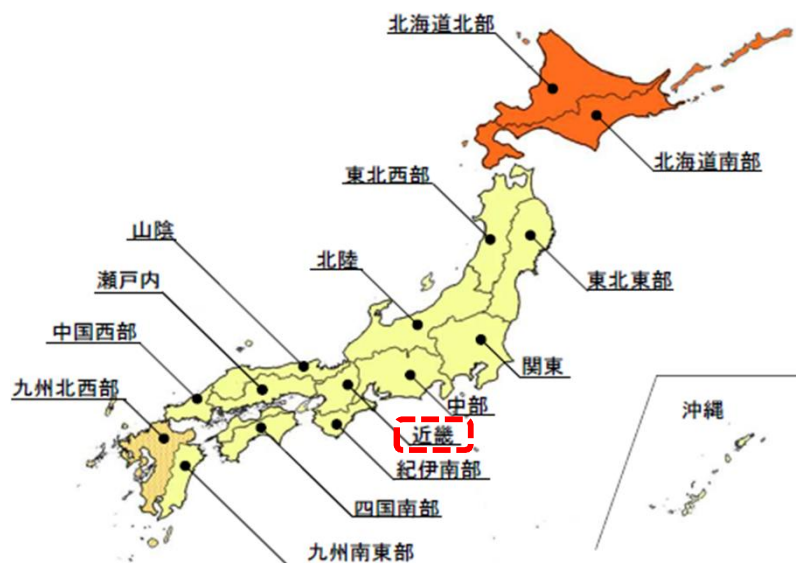 北海道北部
北海道南部
東北西部
山陰
北陸
瀬戸内
東北東部
中国西部
関東
九州北西部
中部
沖縄
近畿
紀伊南部
四国南部
九州南東部